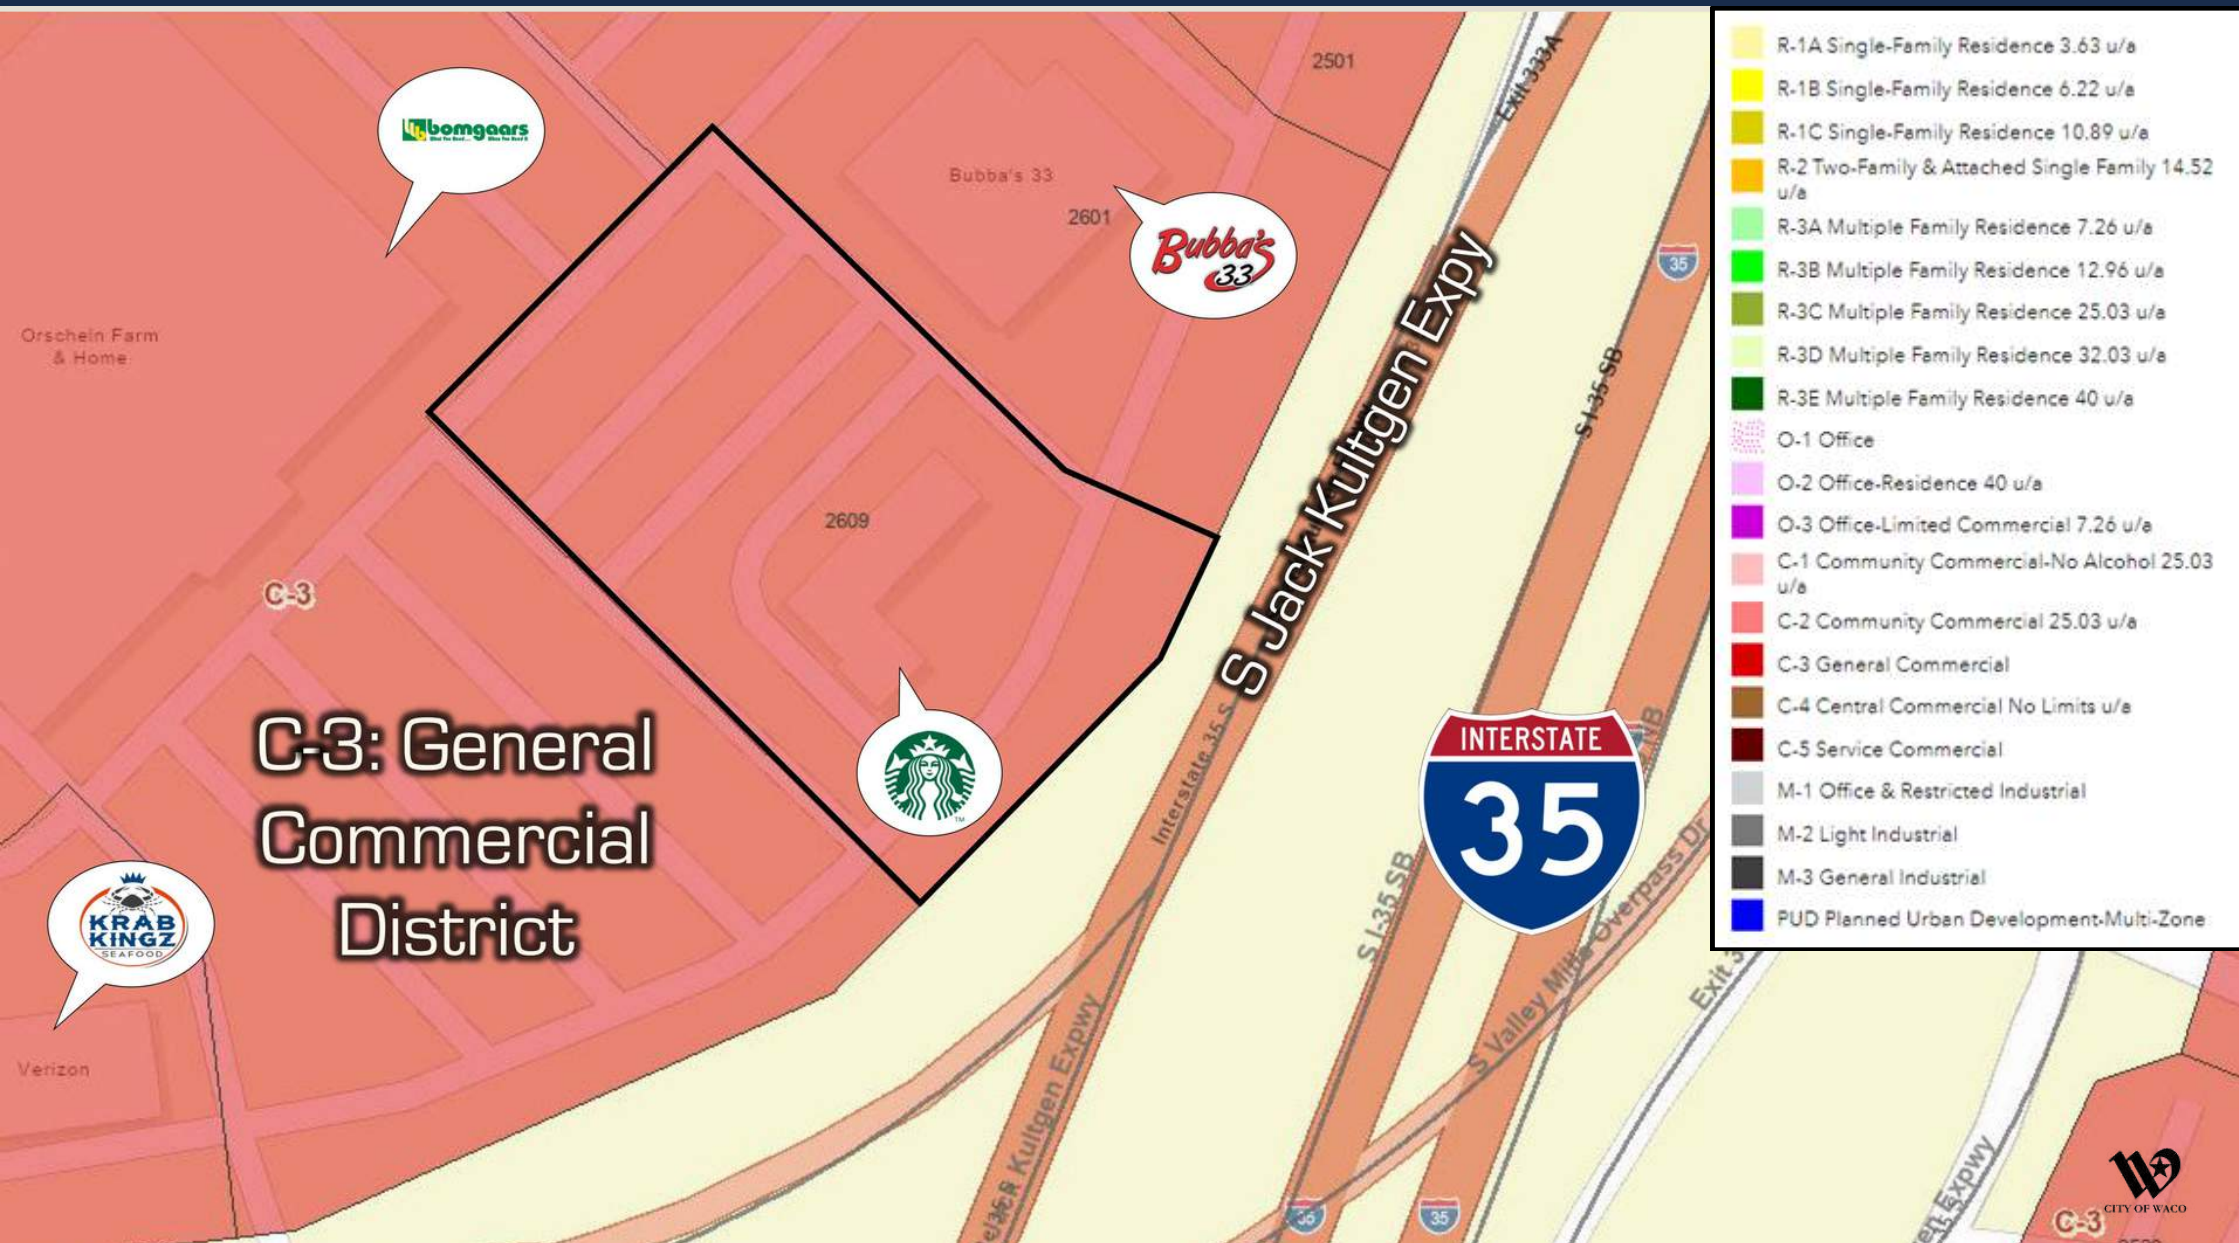 2501
Exit 333A
bomgaars
Bubba's 33
2601
Bubba's
33
35
Orschein Farm
& Home
S Jack Kultgen Expy
S I-35 SB
2609
C-3
C-3: General
Commercial
District
Interstate 35 S
INTERSTATE
35
KRAB
KINGZ
SEAFOOD
TM
S I-35 SB
S Valley Mills Overpass Dr
Jack Kultgen Expwy
Verizon
35
35
C-3
CITY OF WACO
R-1A Single-Family Residence 3.63 u/a
R-1B Single-Family Residence 6.22 u/a
R-1C Single-Family Residence 10.89 u/a
R-2 Two-Family & Attached Single Family 14.52
u/a
R-3A Multiple Family Residence 7.26 u/a
R-3B Multiple Family Residence 12.96 u/a
R-3C Multiple Family Residence 25.03 u/a
R-3D Multiple Family Residence 32.03 u/a
R-3E Multiple Family Residence 40 u/a
O-1 Office
O-2 Office-Residence 40 u/a
O-3 Office-Limited Commercial 7.26 u/a
C-1 Community Commercial-No Alcohol 25.03
u/a
C-2 Community Commercial 25.03 u/a
C-3 General Commercial
C-4 Central Commercial No Limits u/a
C-5 Service Commercial
M-1 Office & Restricted Industrial
M-2 Light Industrial
M-3 General Industrial
PUD Planned Urban Development-Multi-Zone